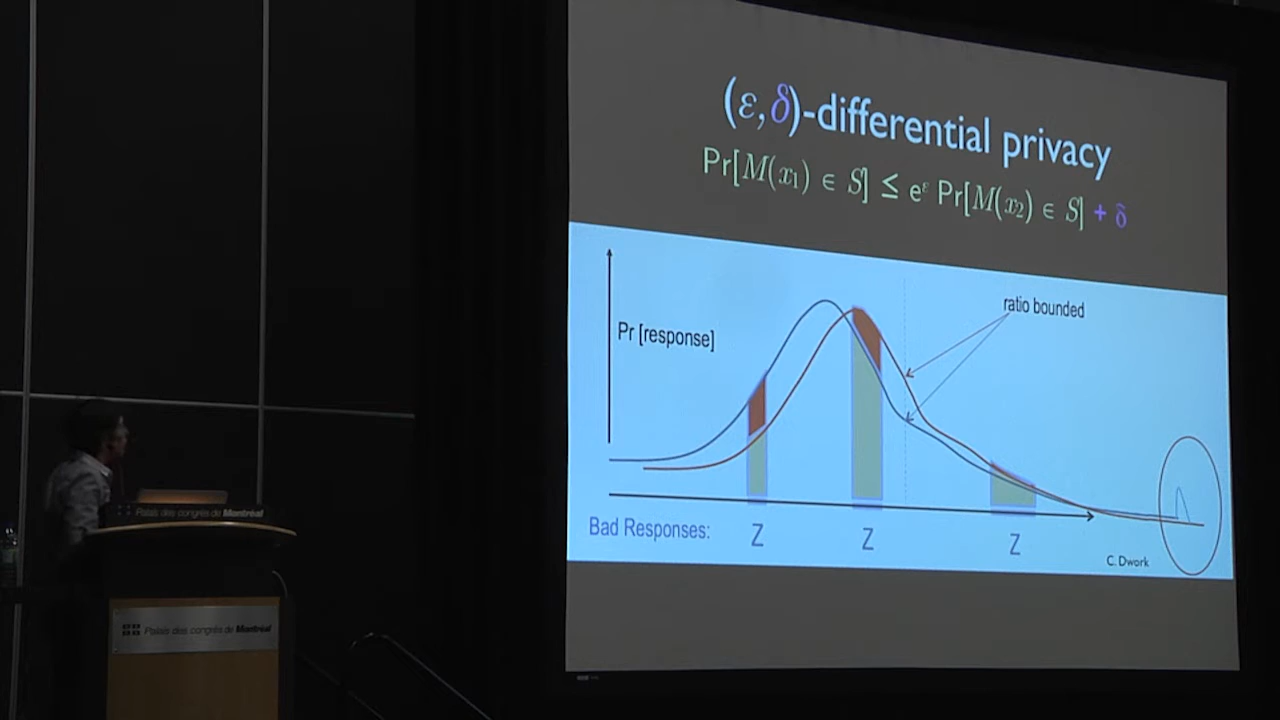 (ε,δ)-differential privacy
Pr[M(x₁) ∈ S] ≤ e^ε Pr[M(x₂) ∈ S] + δ
ratio bounded
Pr [response]
Bad Responses: Z Z Z
C. Dwork
Palais des congrès de Montréal
Palais des congrès de Montréal